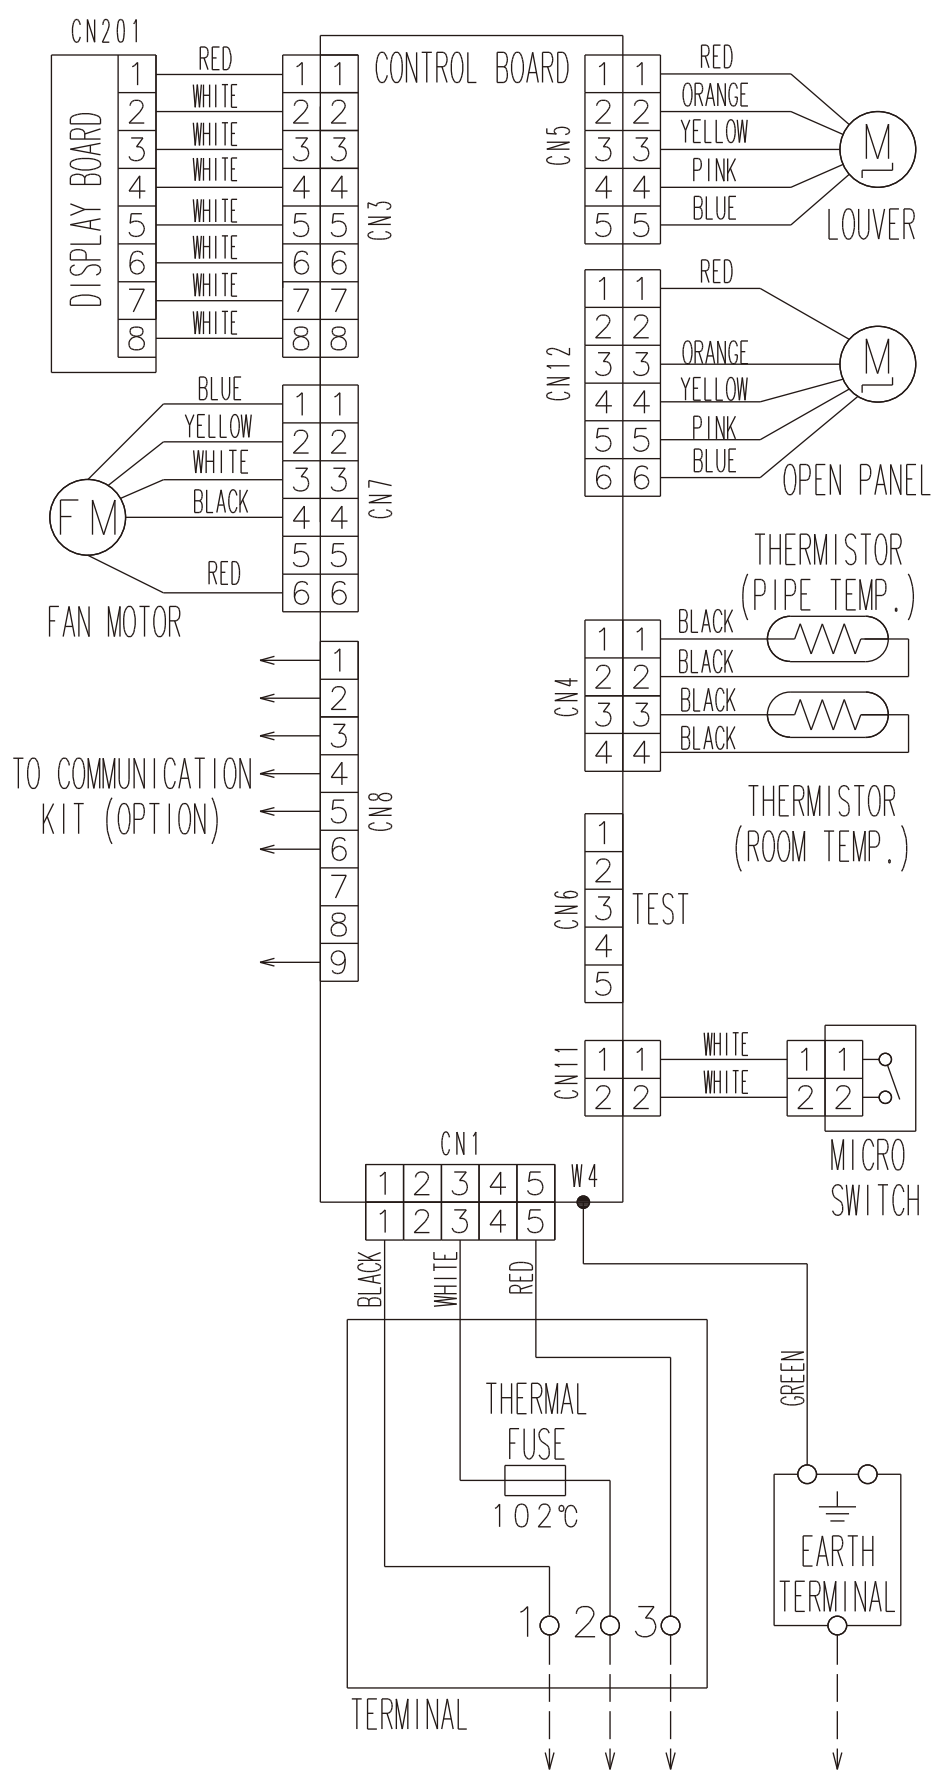 CN201
DISPLAY BOARD
1 RED 1 1
2 WHITE 2 2
3 WHITE 3 3
4 WHITE 4 4
5 WHITE 5 5
6 WHITE 6 6
7 WHITE 7 7
8 WHITE 8 8
CN3
CONTROL BOARD
BLUE 1 1
YELLOW 2 2
WHITE 3 3
BLACK 4 4
5 5
RED 6 6
CN7
FM
FAN MOTOR
1
2
3
4
5
6
7
8
9
CN8
TO COMMUNICATION
KIT (OPTION)
CN5
1 1 RED
2 2 ORANGE
3 3 YELLOW
4 4 PINK
5 5 BLUE
M
LOUVER
CN12
1 1 RED
2 2
3 3 ORANGE
4 4 YELLOW
5 5 PINK
6 6 BLUE
M
OPEN PANEL
THERMISTOR
(PIPE TEMP.)
CN4
1 1 BLACK
2 2 BLACK
3 3 BLACK
4 4 BLACK
THERMISTOR
(ROOM TEMP.)
CN6
1
2
3
4
5
TEST
CN11
1 1 WHITE 1 1
2 2 WHITE 2 2
MICRO
SWITCH
CN1
1 2 3 4 5
1 2 3 4 5
W4
BLACK
WHITE
RED
GREEN
THERMAL
FUSE
102℃
1 2 3
TERMINAL
EARTH
TERMINAL